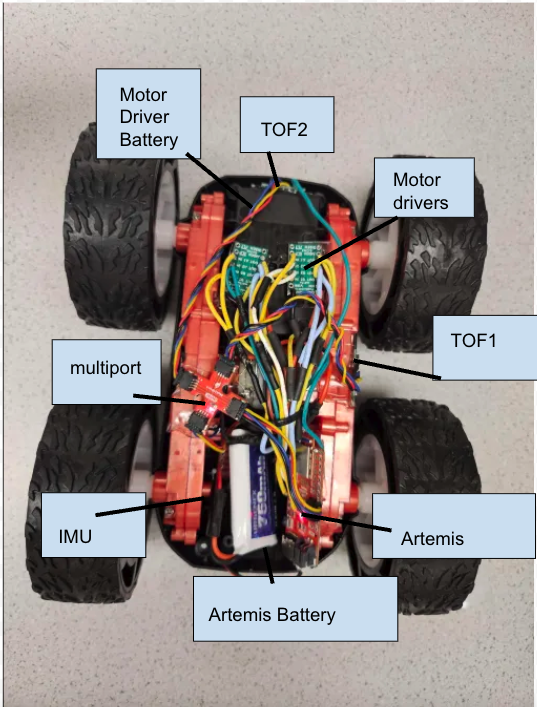 Motor
Driver
Battery
TOF2
Motor
drivers
TOF1
multiport
IMU
Artemis
Artemis Battery